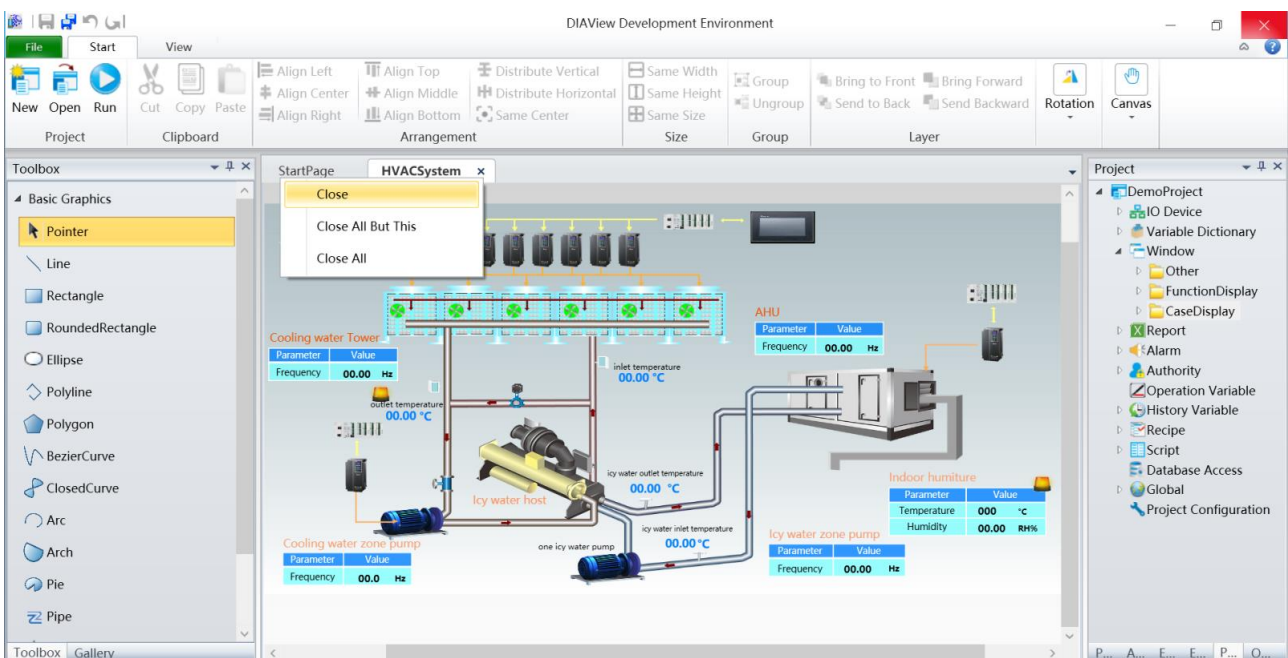 DIAView Development Environment
File Start View
New Open Run
Project
Cut Copy Paste
Clipboard
Align Left Align Top Distribute Vertical
Align Center Align Middle Distribute Horizontal
Align Right Align Bottom Same Center
Arrangement
Same Width
Same Height
Same Size
Size
Group
Ungroup
Group
Bring to Front Bring Forward
Send to Back Send Backward
Layer
Rotation
Canvas
Toolbox
Basic Graphics
Pointer
Line
Rectangle
RoundedRectangle
Ellipse
Polyline
Polygon
BezierCurve
ClosedCurve
Arc
Arch
Pie
Pipe
Toolbox Gallery
StartPage HVACSystem
Close
Close All But This
Close All
Cooling water Tower
Parameter Value
Frequency 00.00 Hz
outlet temperature
00.00 °C
inlet temperature
00.00 °C
AHU
Parameter Value
Frequency 00.00 Hz
Icy water host
icy water outlet temperature
00.00 °C
icy water inlet temperature
00.00 °C
one icy water pump
Cooling water zone pump
Parameter Value
Frequency 00.0 Hz
Indoor humiture
Parameter Value
Temperature 000 °C
Humidity 00.00 RH%
Icy water zone pump
Parameter Value
Frequency 00.00 Hz
Project
DemoProject
IO Device
Variable Dictionary
Window
Other
FunctionDisplay
CaseDisplay
Report
Alarm
Authority
Operation Variable
History Variable
Recipe
Script
Database Access
Global
Project Configuration
P... A... E... E... P... O...